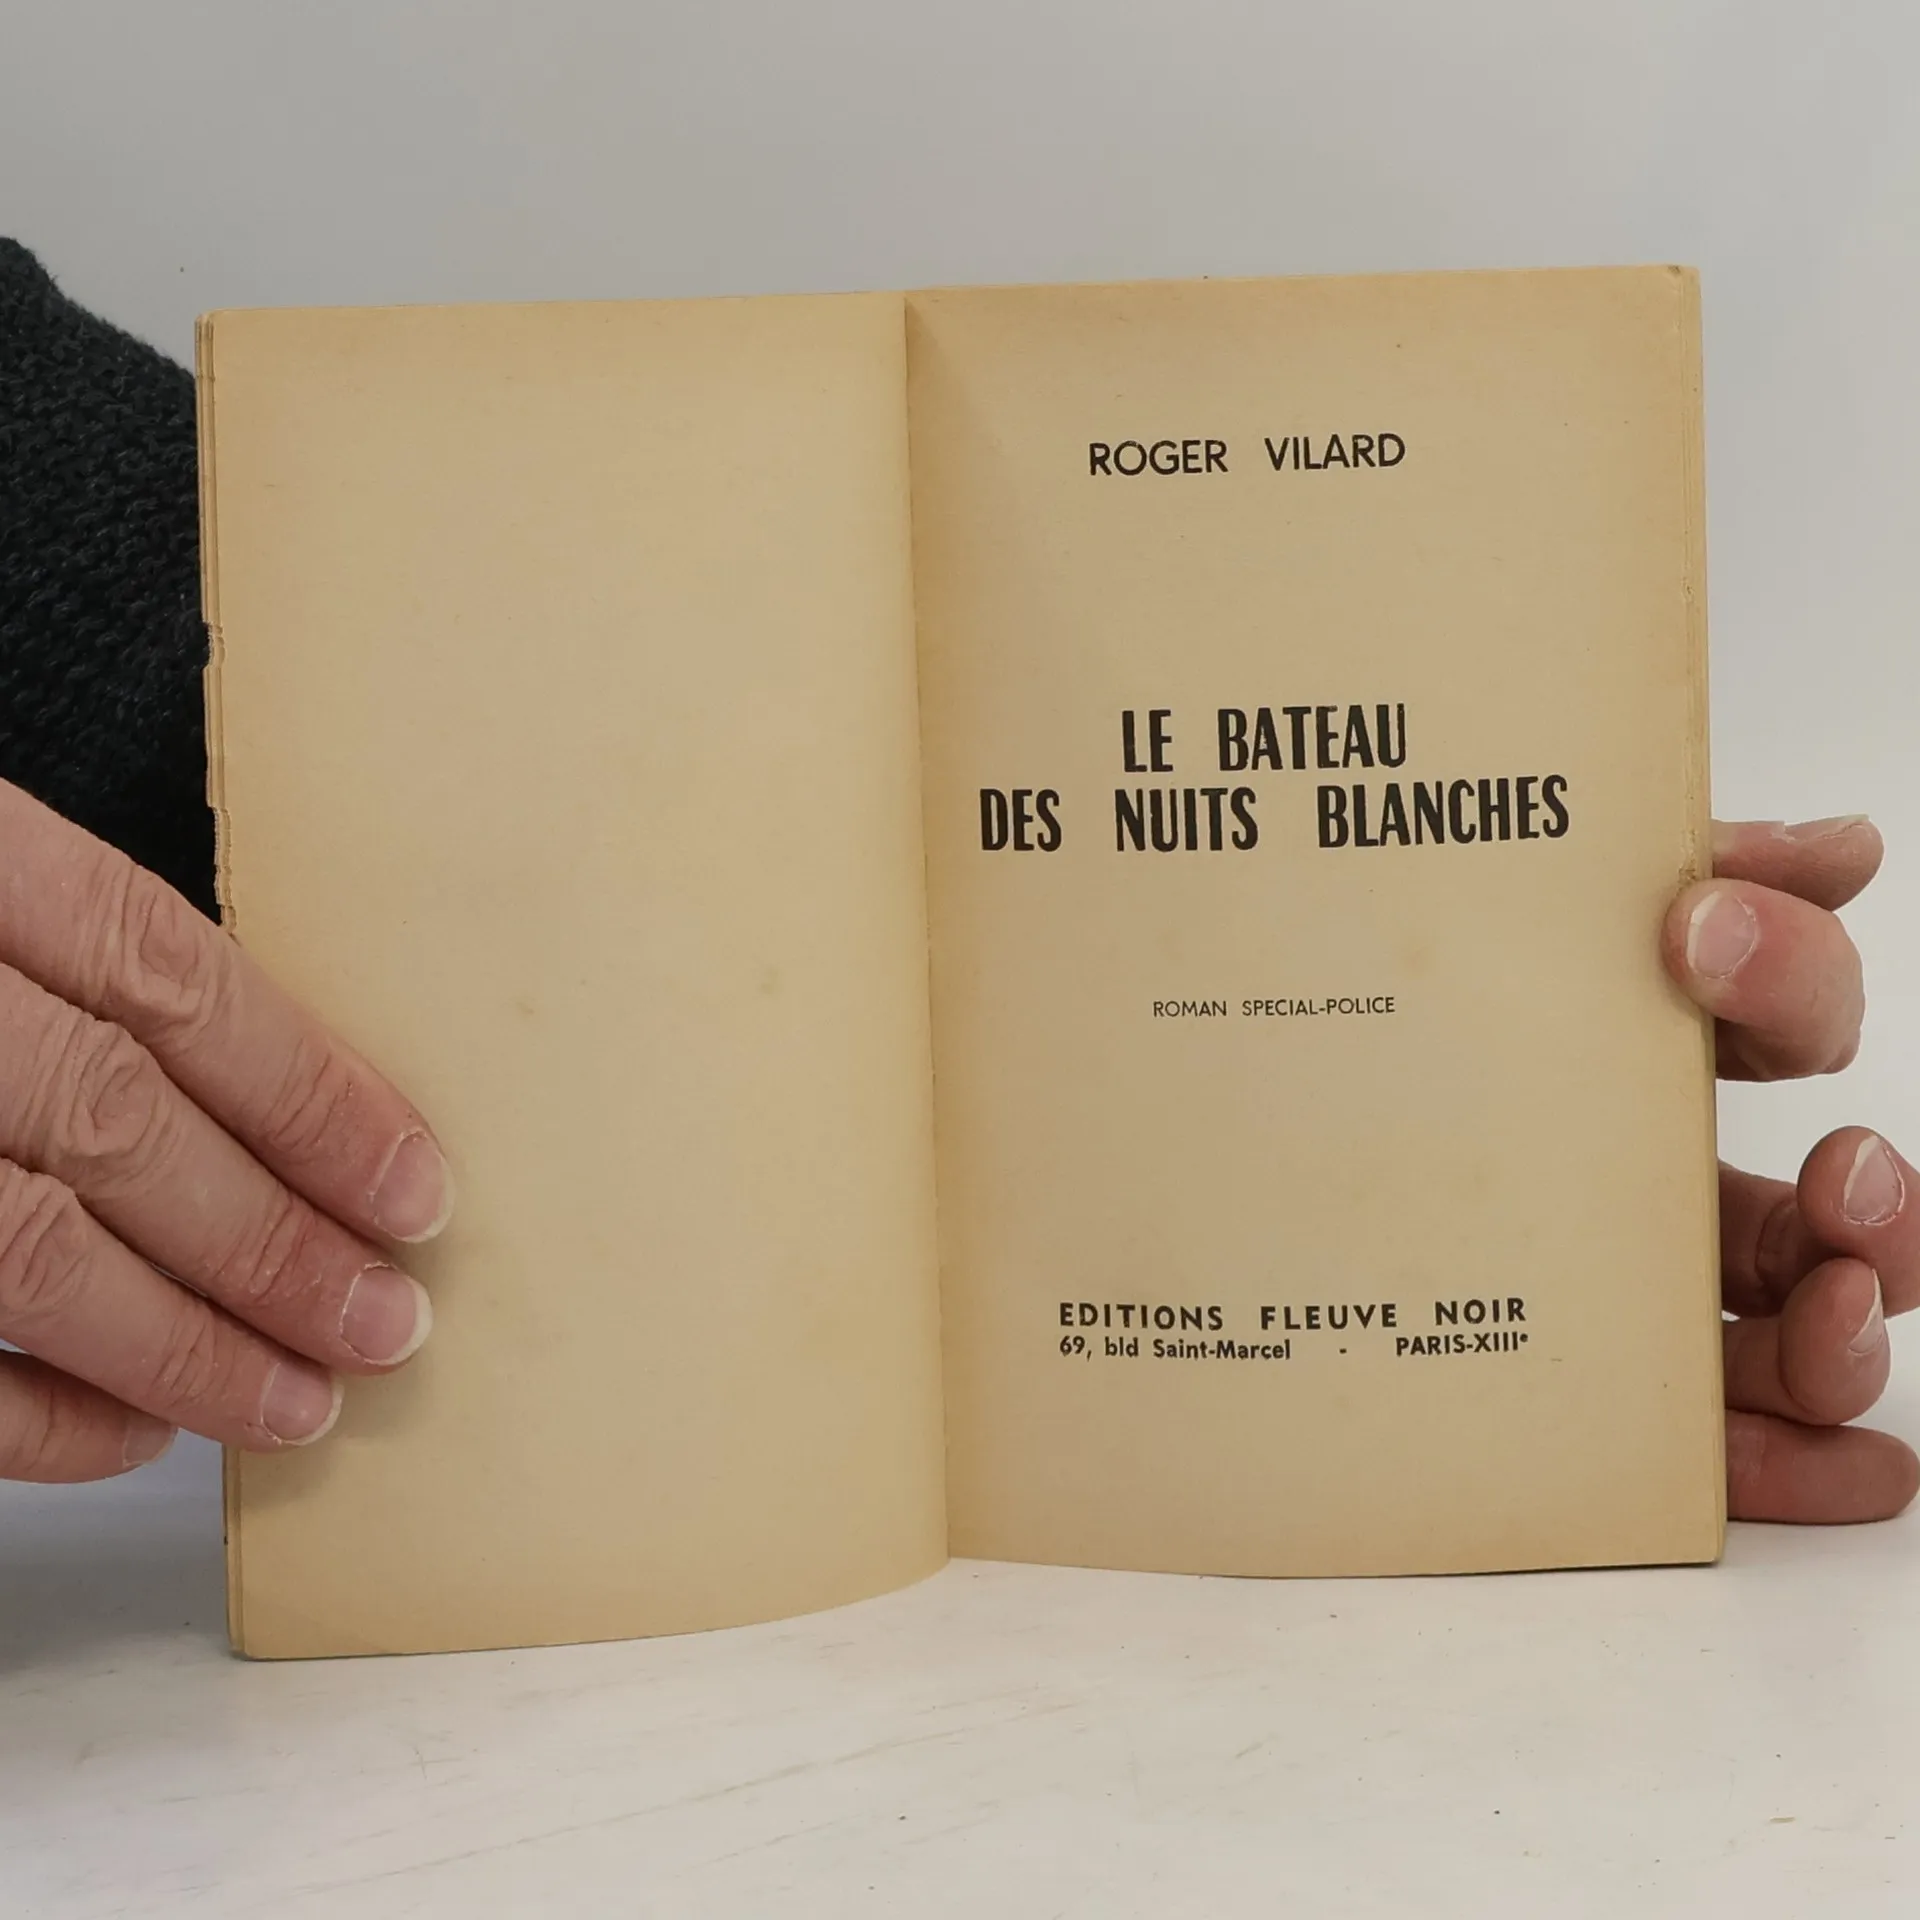 ROGER VILARD
LE BATEAU
DES NUITS BLANCHES
ROMAN SPECIAL-POLICE
EDITIONS FLEUVE NOIR
69, bld Saint-Marcel - PARIS-XIIIe